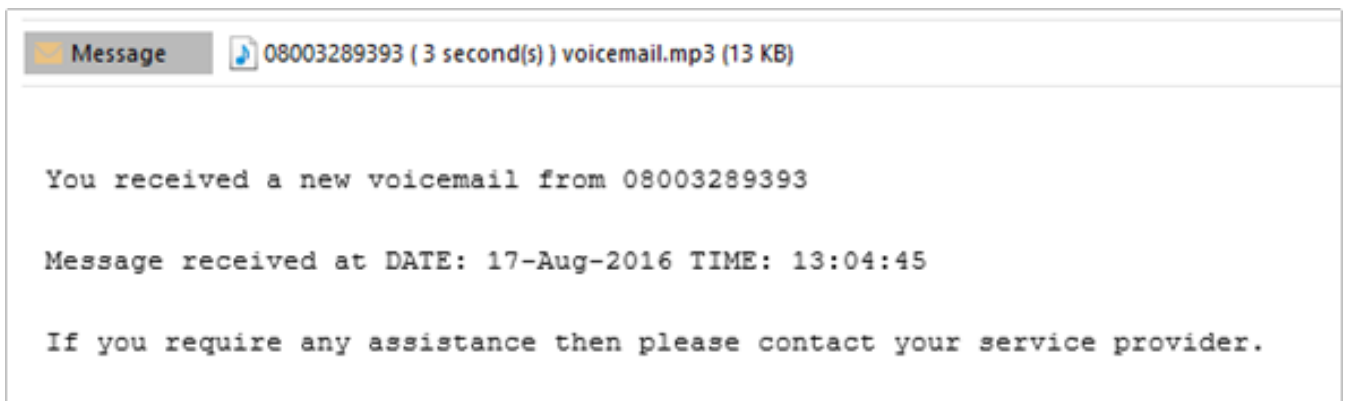 Message 08003289393 ( 3 second(s) ) voicemail.mp3 (13 KB)
You received a new voicemail from 08003289393
Message received at DATE: 17-Aug-2016 TIME: 13:04:45
If you require any assistance then please contact your service provider.